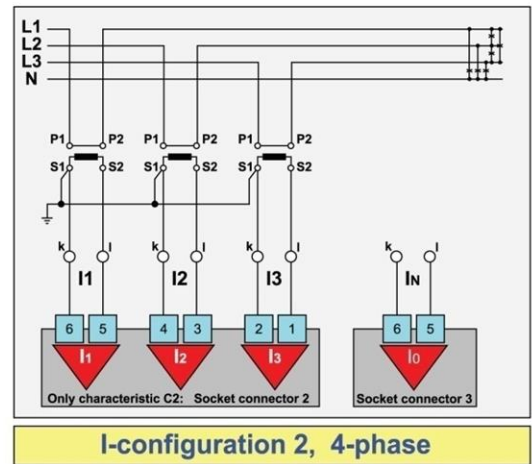 L1
L2
L3
N
P1 P2 P1 P2 P1 P2
S1 S2 S1 S2 S1 S2
k l k l k l k l
I1 I2 I3 IN
6 5 4 3 2 1 6 5
I1 I2 I3 I0
Only characteristic C2: Socket connector 2 Socket connector 3
I-configuration 2, 4-phase